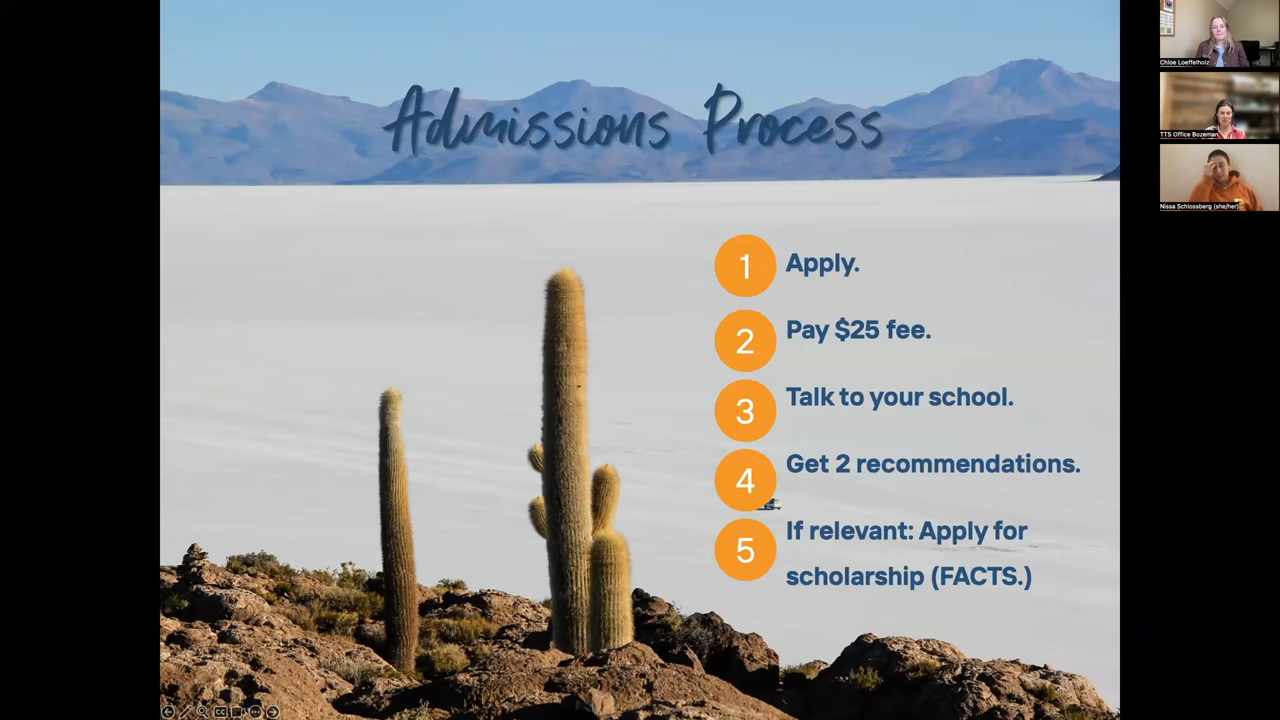 Admissions Process
1 Apply.
2 Pay $25 fee.
3 Talk to your school.
4 Get 2 recommendations.
5 If relevant: Apply for
scholarship (FACTS.)
Chloe Loeffelholz
TTS Office Bozeman
Nissa Schlossberg (she/her)